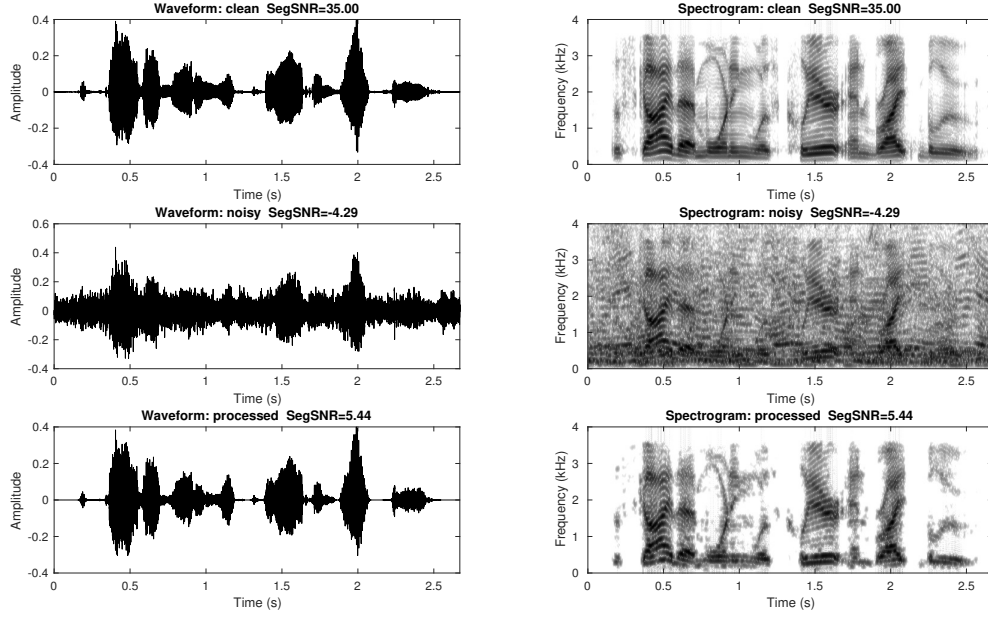 Waveform: clean  SegSNR=35.00
0.4
0.2
0
-0.2
-0.4
Amplitude
0 0.5 1 1.5 2 2.5
Time (s)
Spectrogram: clean  SegSNR=35.00
4
3
2
1
0
Frequency (kHz)
0 0.5 1 1.5 2 2.5
Time (s)
Waveform: noisy  SegSNR=-4.29
0.6
0.4
0.2
0
-0.2
-0.4
Amplitude
0 0.5 1 1.5 2 2.5
Time (s)
Spectrogram: noisy  SegSNR=-4.29
4
3
2
1
0
Frequency (kHz)
0 0.5 1 1.5 2 2.5
Time (s)
Waveform: processed  SegSNR=5.44
0.4
0.2
0
-0.2
-0.4
Amplitude
0 0.5 1 1.5 2 2.5
Time (s)
Spectrogram: processed  SegSNR=5.44
4
3
2
1
0
Frequency (kHz)
0 0.5 1 1.5 2 2.5
Time (s)